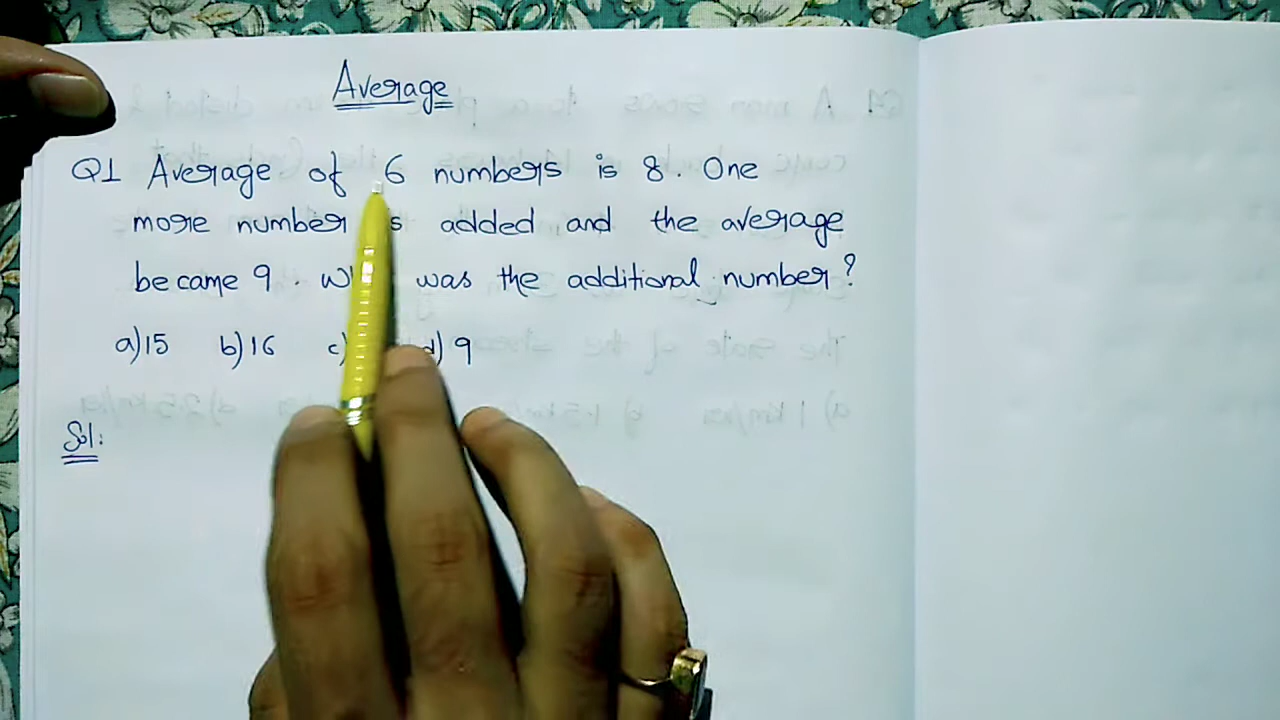 Average
Q1 Average of 6 numbers is 8. One
more number is added and the average
became 9. was the additional number?
a)15 b)16 c) d) 9
Sol: